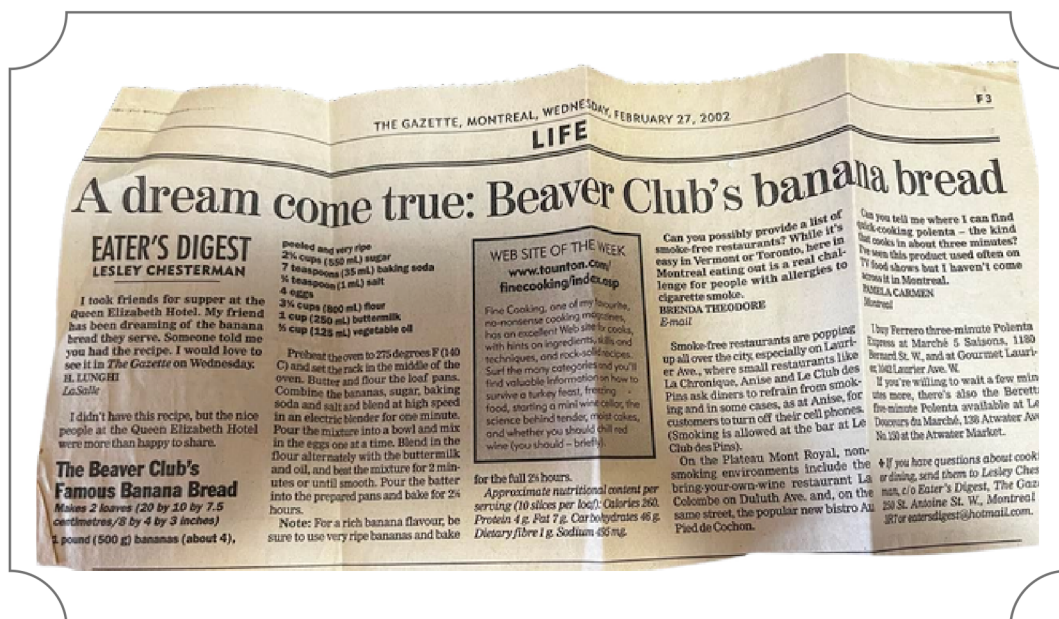 THE GAZETTE, MONTREAL, WEDNESDAY, FEBRUARY 27, 2002
F3
LIFE
A dream come true: Beaver Club's banana bread
EATER'S DIGEST
LESLEY CHESTERMAN
I took friends for supper at the
Queen Elizabeth Hotel. My friend
has been dreaming of the banana
bread they serve. Someone told me
you had the recipe. I would love to
see it in The Gazette on Wednesday.
H. LUNGHI
LaSalle
I didn't have this recipe, but the nice
people at the Queen Elizabeth Hotel
were more than happy to share.
The Beaver Club's
Famous Banana Bread
Makes 2 loaves (20 by 10 by 7.5
centimetres/8 by 4 by 3 inches)
1 pound (500 g) bananas (about 4),
peeled and very ripe
2¼ cups (550 mL) sugar
7 teaspoons (35 mL) baking soda
¼ teaspoon (1 mL) salt
4 eggs
3¼ cups (800 mL) flour
1 cup (250 mL) buttermilk
½ cup (125 mL) vegetable oil
Preheat the oven to 275 degrees F (140
C) and set the rack in the middle of the
oven. Butter and flour the loaf pans.
Combine the bananas, sugar, baking
soda and salt and blend at high speed
in an electric blender for one minute.
Pour the mixture into a bowl and mix
in the eggs one at a time. Blend in the
flour alternately with the buttermilk
and oil, and beat the mixture for 2 min-
utes or until smooth. Pour the batter
into the prepared pans and bake for 2¼
hours.
Note: For a rich banana flavour, be
sure to use very ripe bananas and bake
WEB SITE OF THE WEEK
www.taunton.com/
finecooking/index.asp
Fine Cooking, one of my favourite,
no-nonsense cooking magazines,
has an excellent Web site for cooks,
with hints on ingredients, skills and
techniques, and rock-solid recipes.
Surf the many categories and you'll
find valuable information on how to
survive a turkey feast, freezing
food, starting a mini wine cellar, the
science behind tender, moist cakes,
and whether you should chill red
wine (you should – briefly).
for the full 2¼ hours.
Approximate nutritional content per
serving (10 slices per loaf): Calories 260.
Protein 4 g. Fat 7 g. Carbohydrates 46 g.
Dietary fibre 1 g. Sodium 495 mg.
Can you possibly provide a list of
smoke-free restaurants? While it's
easy in Vermont or Toronto, here in
Montreal eating out is a real chal-
lenge for people with allergies to
cigarette smoke.
BRENDA THEODORE
E-mail
Smoke-free restaurants are popping
up all over the city, especially on Lauri-
er Ave., where small restaurants like
La Chronique, Anise and Le Club des
Pins ask diners to refrain from smok-
ing and in some cases, as at Anise, for
customers to turn off their cell phones.
(Smoking is allowed at the bar at Le
Club des Pins).
On the Plateau Mont Royal, non-
smoking environments include the
bring-your-own-wine restaurant La
Colombe on Duluth Ave. and, on the
same street, the popular new bistro Au
Pied de Cochon.
Can you tell me where I can find
quick-cooking polenta – the kind
that cooks in about three minutes?
I've seen this product used often on
TV food shows but I haven't come
across it in Montreal.
PAMELA CARMEN
Montreal
I buy Ferrero three-minute Polenta
Express at Marché 5 Saisons, 1180
Bernard St. W., and at Gourmet Lauri-
er, 1042 Laurier Ave. W.
If you're willing to wait a few min
utes more, there's also the Beretta
five-minute Polenta available at Le
Douceurs du Marché, 138 Atwater Ave
No. 150 at the Atwater Market.
If you have questions about cook
or dining, send them to Lesley Ches
man, c/o Eater's Digest, The Gaz
250 St. Antoine St. W., Montreal
or eatersdigest@hotmail.com.